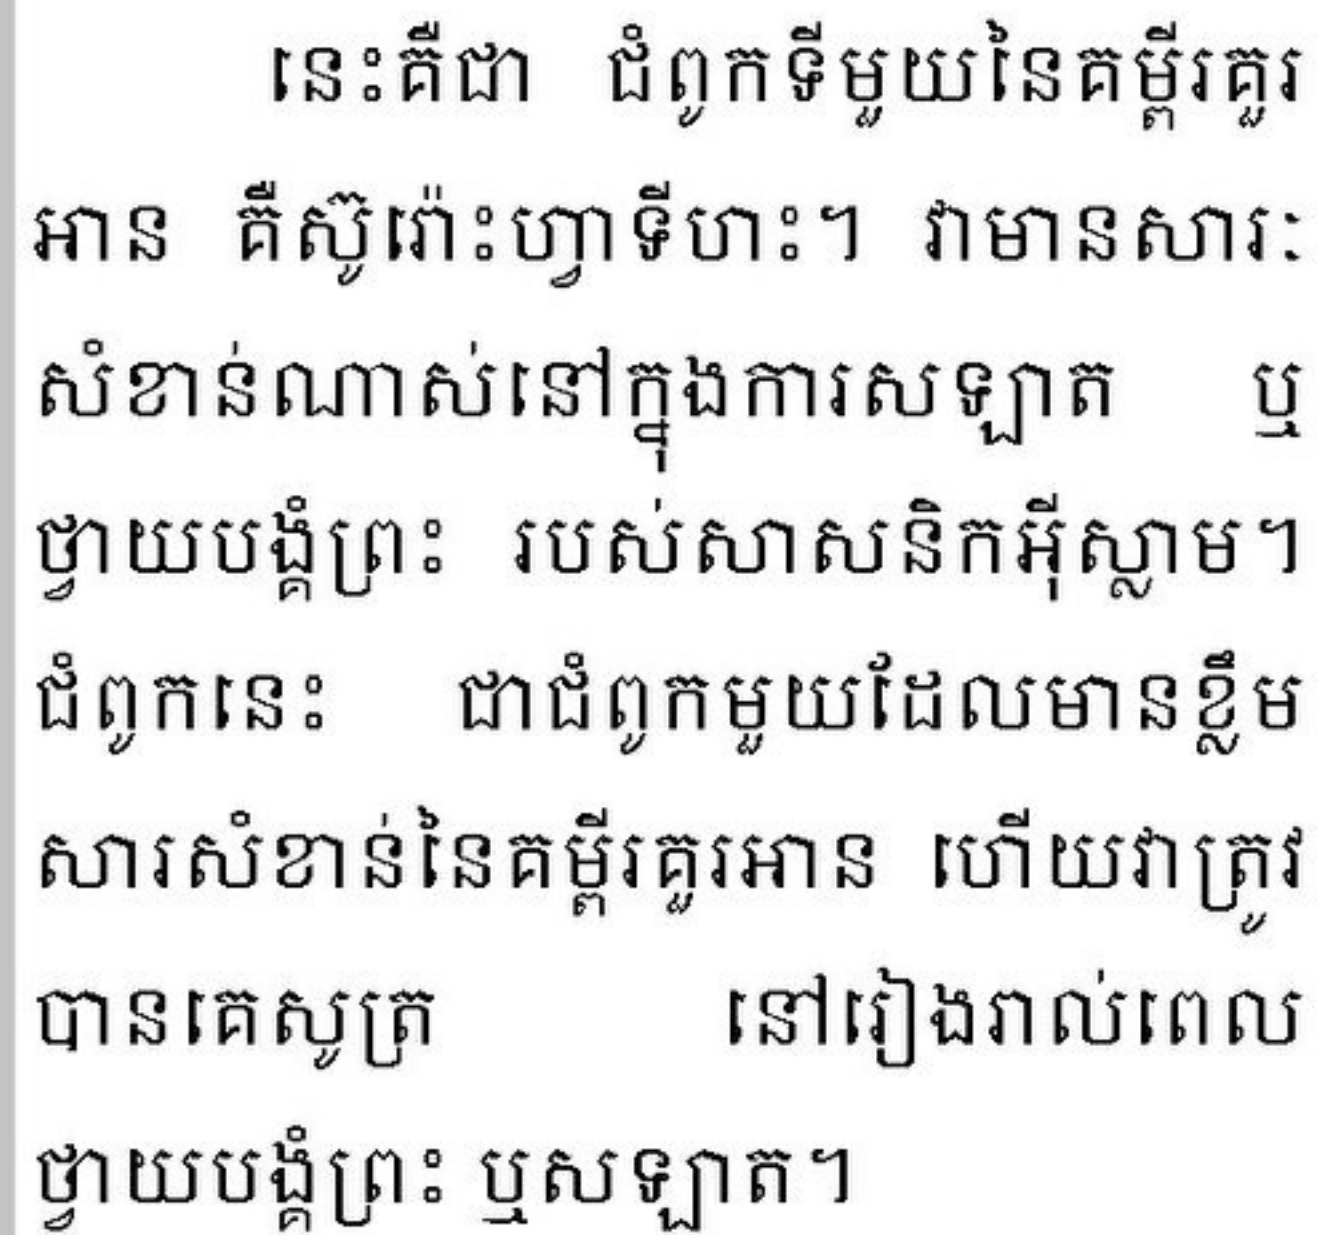 នេះគឺជា ជំពូកទីមួយនៃគម្ពីរគួរ
អាន គឺស៊ូរ៉ោះហ្វាទីហះ។ វាមានសារៈ
សំខាន់ណាស់នៅក្នុងការសឡាត ឬ
ថ្វាយបង្គំព្រះ របស់សាសនិកអ៊ីស្លាម។
ជំពូកនេះ ជាជំពូកមួយដែលមានខ្លឹម
សារសំខាន់នៃគម្ពីរគួរអាន ហើយវាត្រូវ
បានគេសូត្រ នៅរៀងរាល់ពេល
ថ្វាយបង្គំព្រះ ឬសឡាត។